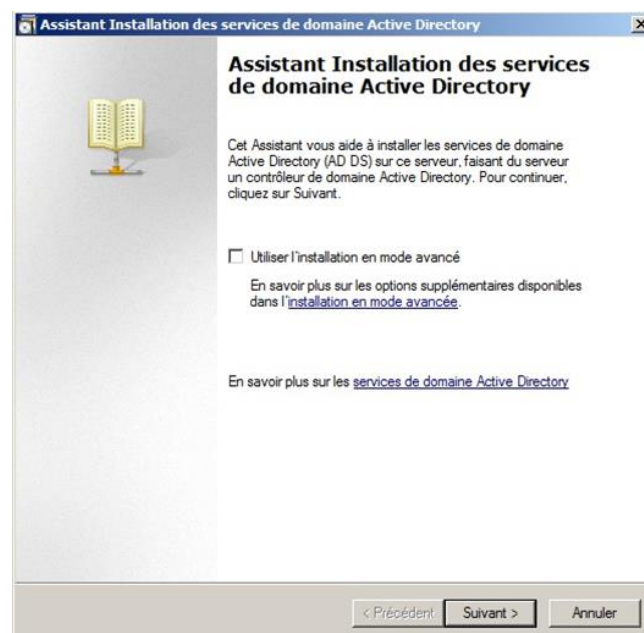 Assistant Installation des services de domaine Active Directory
Assistant Installation des services
de domaine Active Directory
Cet Assistant vous aide à installer les services de domaine
Active Directory (AD DS) sur ce serveur, faisant du serveur
un contrôleur de domaine Active Directory. Pour continuer,
cliquez sur Suivant.
Utiliser l'installation en mode avancé
En savoir plus sur les options supplémentaires disponibles
dans l'installation en mode avancée.
En savoir plus sur les services de domaine Active Directory
< Précédent
Suivant >
Annuler